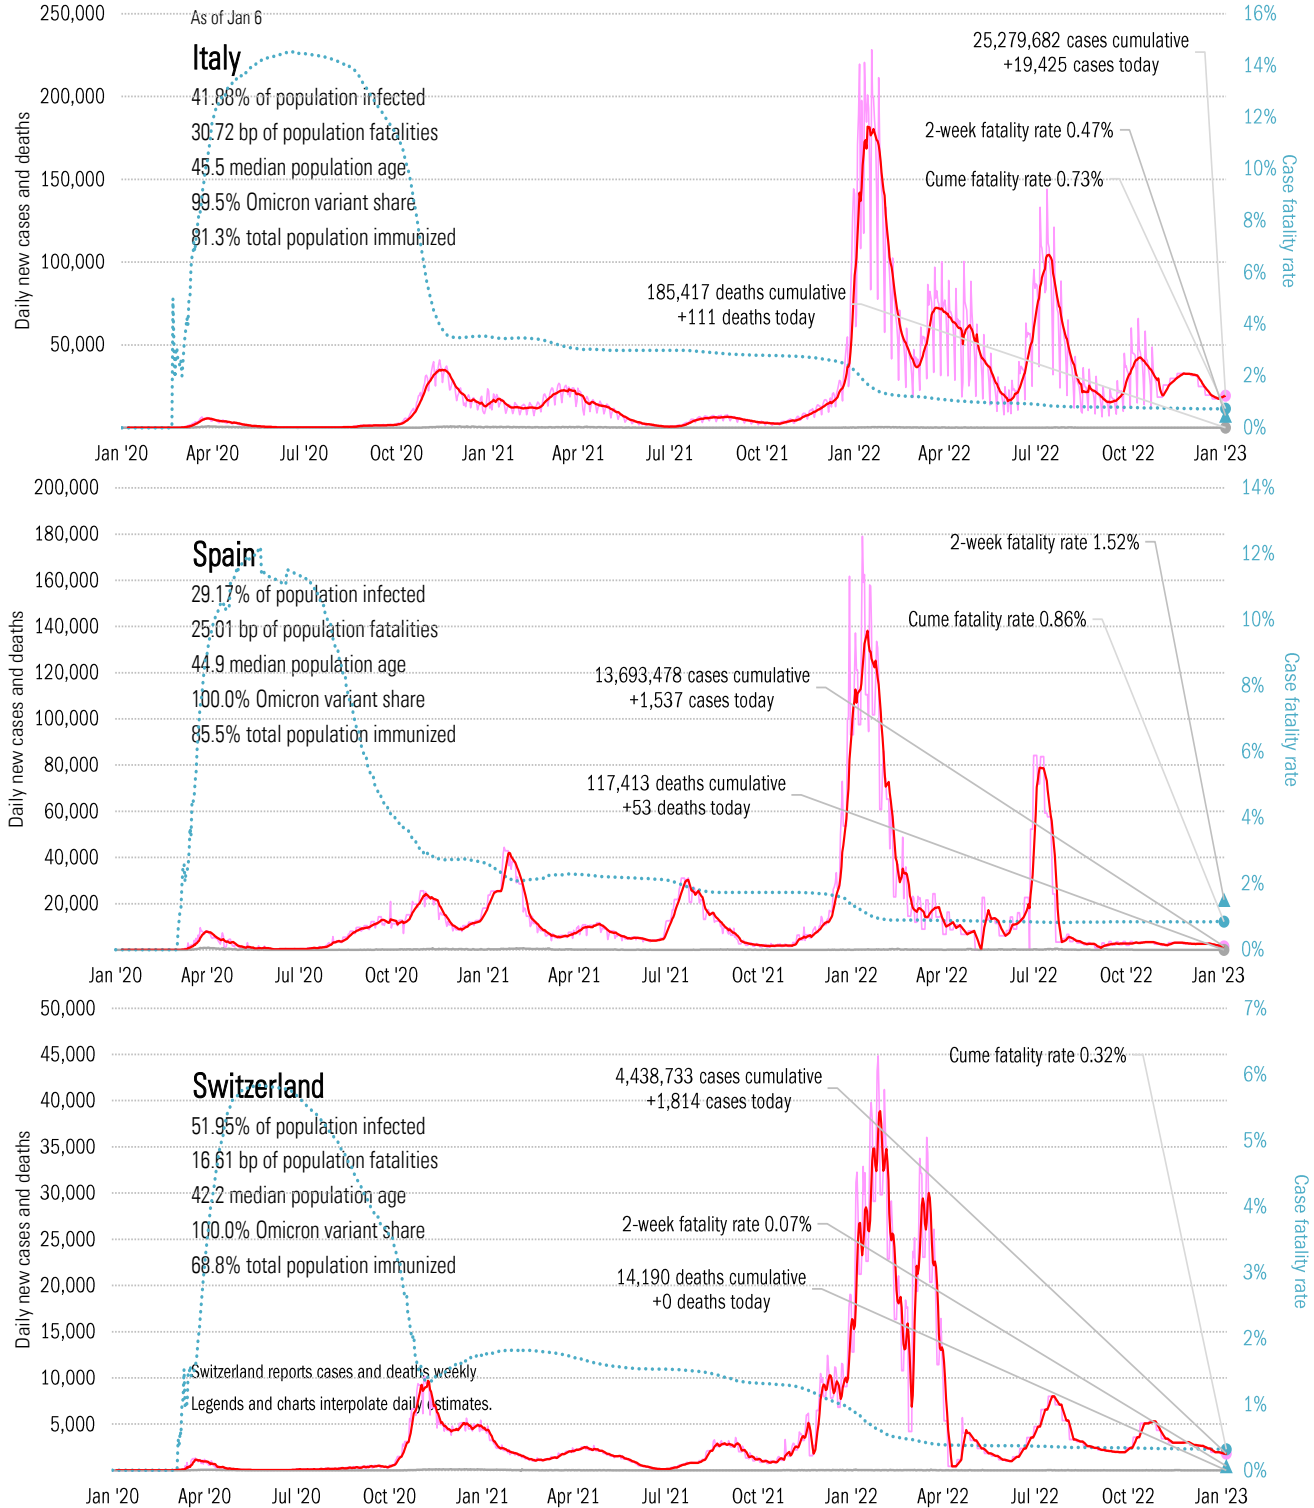 As of Jan 6
Italy
41.88% of population infected
30.72 bp of population fatalities
45.5 median population age
99.5% Omicron variant share
81.3% total population immunized
25,279,682 cases cumulative
+19,425 cases today
2-week fatality rate 0.47%
Cume fatality rate 0.73%
185,417 deaths cumulative
+111 deaths today
Daily new cases and deaths
250,000
200,000
150,000
100,000
50,000
Case fatality rate
16%
14%
12%
10%
8%
6%
4%
2%
0%
Jan '20 Apr '20 Jul '20 Oct '20 Jan '21 Apr '21 Jul '21 Oct '21 Jan '22 Apr '22 Jul '22 Oct '22 Jan '23
Spain
29.17% of population infected
25.01 bp of population fatalities
44.9 median population age
100.0% Omicron variant share
85.5% total population immunized
2-week fatality rate 1.52%
Cume fatality rate 0.86%
13,693,478 cases cumulative
+1,537 cases today
117,413 deaths cumulative
+53 deaths today
Daily new cases and deaths
200,000
180,000
160,000
140,000
120,000
100,000
80,000
60,000
40,000
20,000
Case fatality rate
14%
12%
10%
8%
6%
4%
2%
0%
Jan '20 Apr '20 Jul '20 Oct '20 Jan '21 Apr '21 Jul '21 Oct '21 Jan '22 Apr '22 Jul '22 Oct '22 Jan '23
Switzerland
51.95% of population infected
16.61 bp of population fatalities
42.2 median population age
100.0% Omicron variant share
68.8% total population immunized
Cume fatality rate 0.32%
4,438,733 cases cumulative
+1,814 cases today
2-week fatality rate 0.07%
14,190 deaths cumulative
+0 deaths today
Switzerland reports cases and deaths weekly
Legends and charts interpolate daily estimates.
Daily new cases and deaths
50,000
45,000
40,000
35,000
30,000
25,000
20,000
15,000
10,000
5,000
Case fatality rate
7%
6%
5%
4%
3%
2%
1%
0%
Jan '20 Apr '20 Jul '20 Oct '20 Jan '21 Apr '21 Jul '21 Oct '21 Jan '22 Apr '22 Jul '22 Oct '22 Jan '23